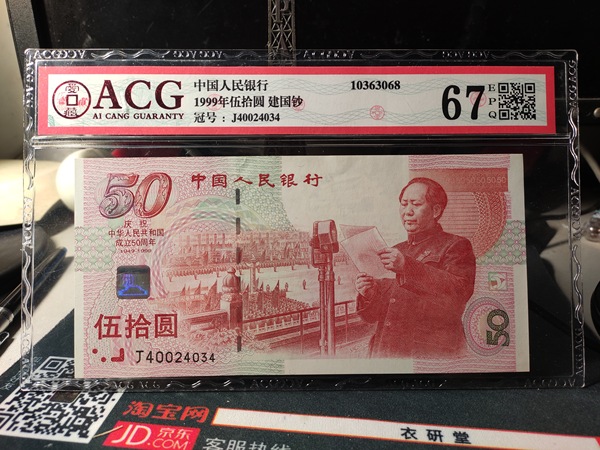 ACG
AI CANG GUARANTY
中国人民银行
1999年伍拾圆 建国钞
冠号：J40024034
10363068
67
EPQ
50
中国人民银行
庆祝
中华人民共和国
成立50周年
1949-1999
伍拾圆
J40024034
50
淘宝网
JD.京东
客服热线
衣研堂